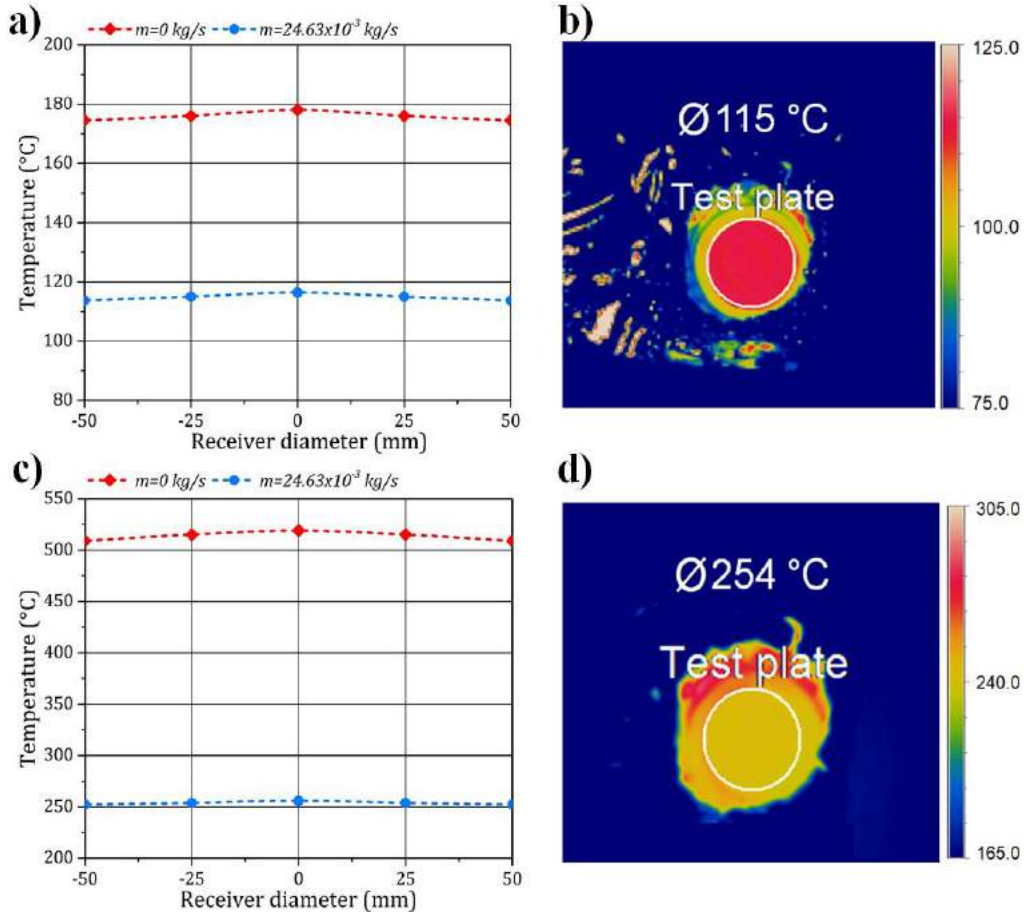 a)
m=0 kg/s
m=24.63x10⁻³ kg/s
200
180
160
140
120
100
80
Temperature (°C)
-50
-25
0
25
50
Receiver diameter (mm)
b)
Ø 115 °C
Test plate
125.0
100.0
75.0
c)
m=0 kg/s
m=24.63x10⁻³ kg/s
550
500
450
400
350
300
250
200
Temperature (°C)
-50
-25
0
25
50
Receiver diameter (mm)
d)
Ø 254 °C
Test plate
305.0
240.0
165.0